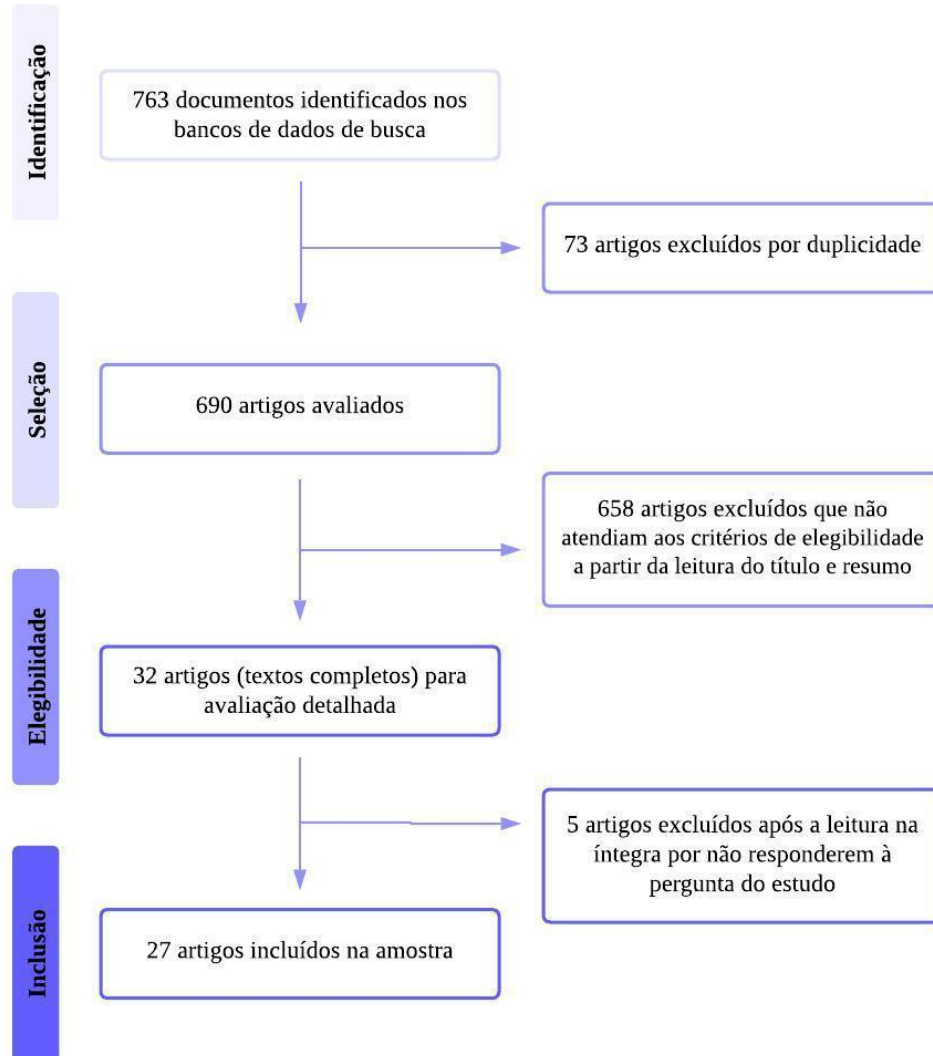 Identificação
763 documentos identificados nos
bancos de dados de busca
73 artigos excluídos por duplicidade
Seleção
690 artigos avaliados
658 artigos excluídos que não
atendiam aos critérios de elegibilidade
a partir da leitura do título e resumo
Elegibilidade
32 artigos (textos completos) para
avaliação detalhada
5 artigos excluídos após a leitura na
íntegra por não responderem à
pergunta do estudo
Inclusão
27 artigos incluídos na amostra